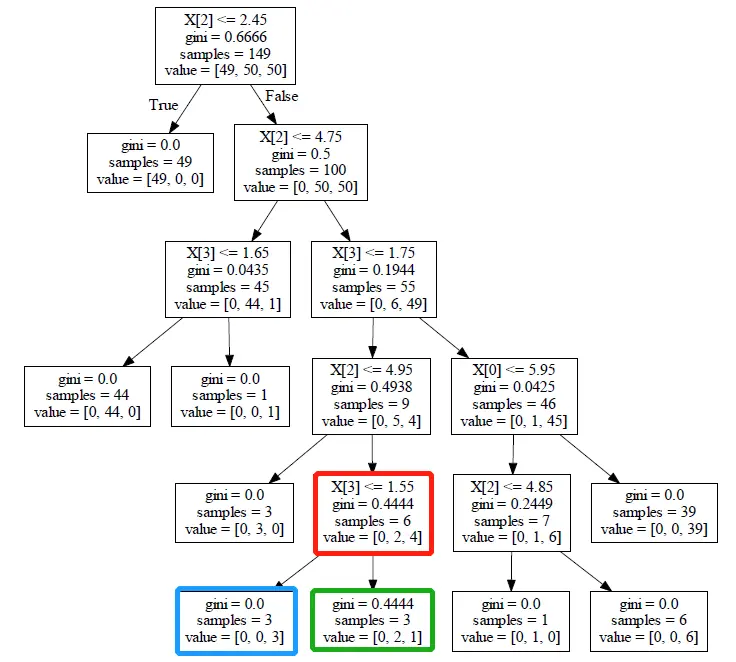 X[2] <= 2.45
gini = 0.6666
samples = 149
value = [49, 50, 50]
True
False
gini = 0.0
samples = 49
value = [49, 0, 0]
X[2] <= 4.75
gini = 0.5
samples = 100
value = [0, 50, 50]
X[3] <= 1.65
gini = 0.0435
samples = 45
value = [0, 44, 1]
X[3] <= 1.75
gini = 0.1944
samples = 55
value = [0, 6, 49]
gini = 0.0
samples = 44
value = [0, 44, 0]
gini = 0.0
samples = 1
value = [0, 0, 1]
X[2] <= 4.95
gini = 0.4938
samples = 9
value = [0, 5, 4]
X[0] <= 5.95
gini = 0.0425
samples = 46
value = [0, 1, 45]
gini = 0.0
samples = 3
value = [0, 3, 0]
X[3] <= 1.55
gini = 0.4444
samples = 6
value = [0, 2, 4]
X[2] <= 4.85
gini = 0.2449
samples = 7
value = [0, 1, 6]
gini = 0.0
samples = 39
value = [0, 0, 39]
gini = 0.0
samples = 3
value = [0, 0, 3]
gini = 0.4444
samples = 3
value = [0, 2, 1]
gini = 0.0
samples = 1
value = [0, 1, 0]
gini = 0.0
samples = 6
value = [0, 0, 6]